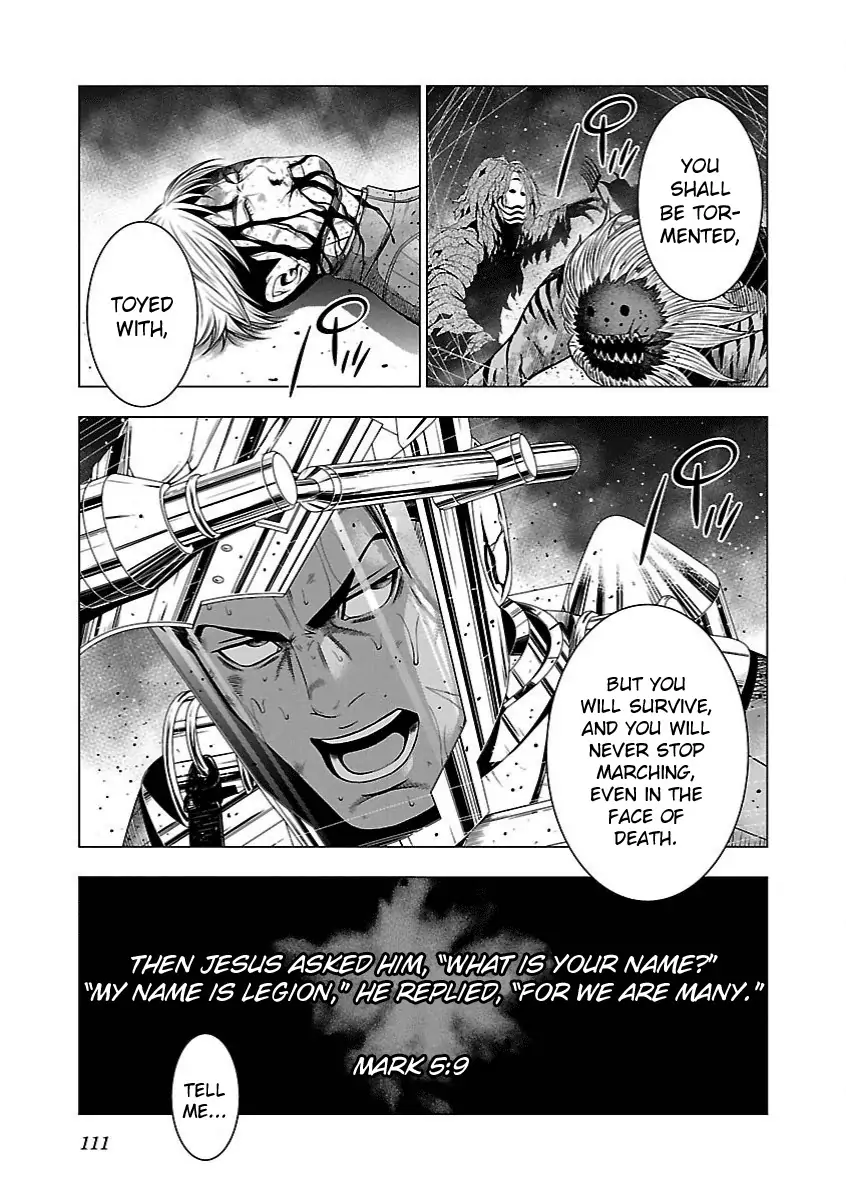 YOU
SHALL
BE TOR-
MENTED,
TOYED
WITH,
BUT YOU
WILL SURVIVE,
AND YOU WILL
NEVER STOP
MARCHING,
EVEN IN THE
FACE OF
DEATH.
THEN JESUS ASKED HIM, "WHAT IS YOUR NAME?"
"MY NAME IS LEGION," HE REPLIED, "FOR WE ARE MANY."
MARK 5:9
TELL
ME...
111